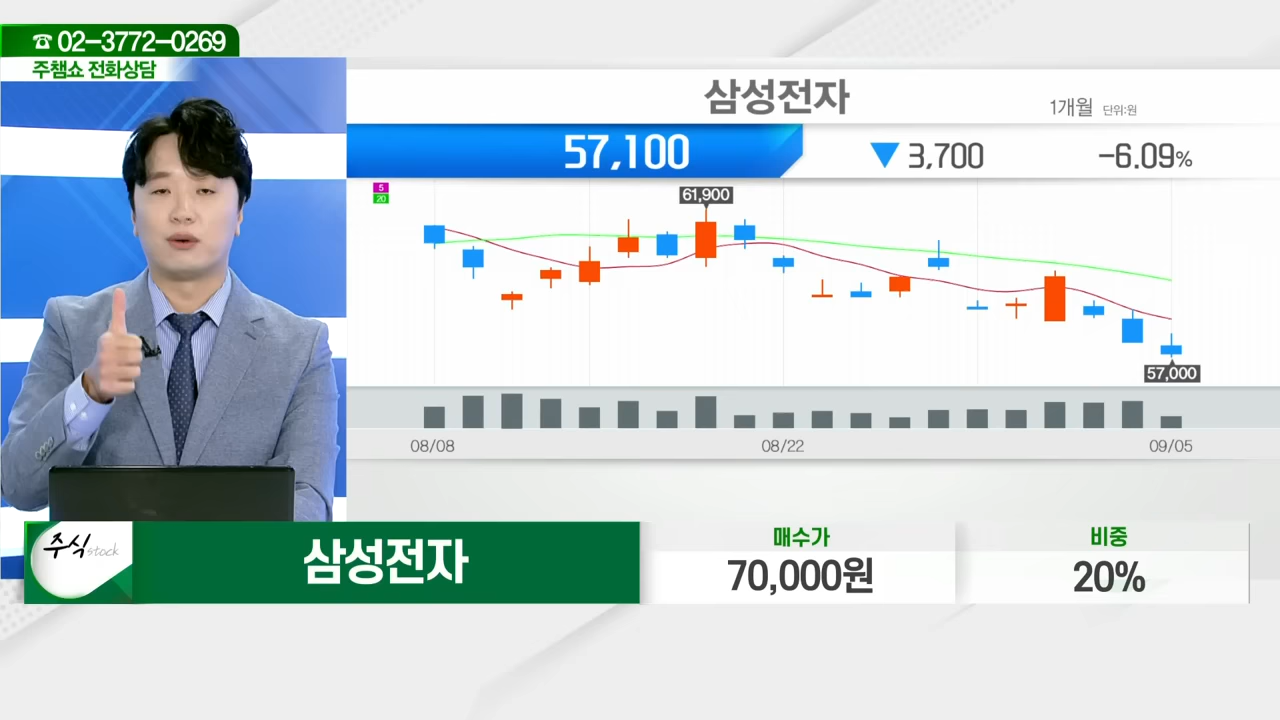 ☎ 02-3772-0269
주챔쇼 전화상담
삼성전자
1개월 단위:원
57,100 ▼ 3,700 -6.09%
5
20
61,900
57,000
08/08 08/22 09/05
주식 stock
삼성전자
매수가
70,000원
비중
20%